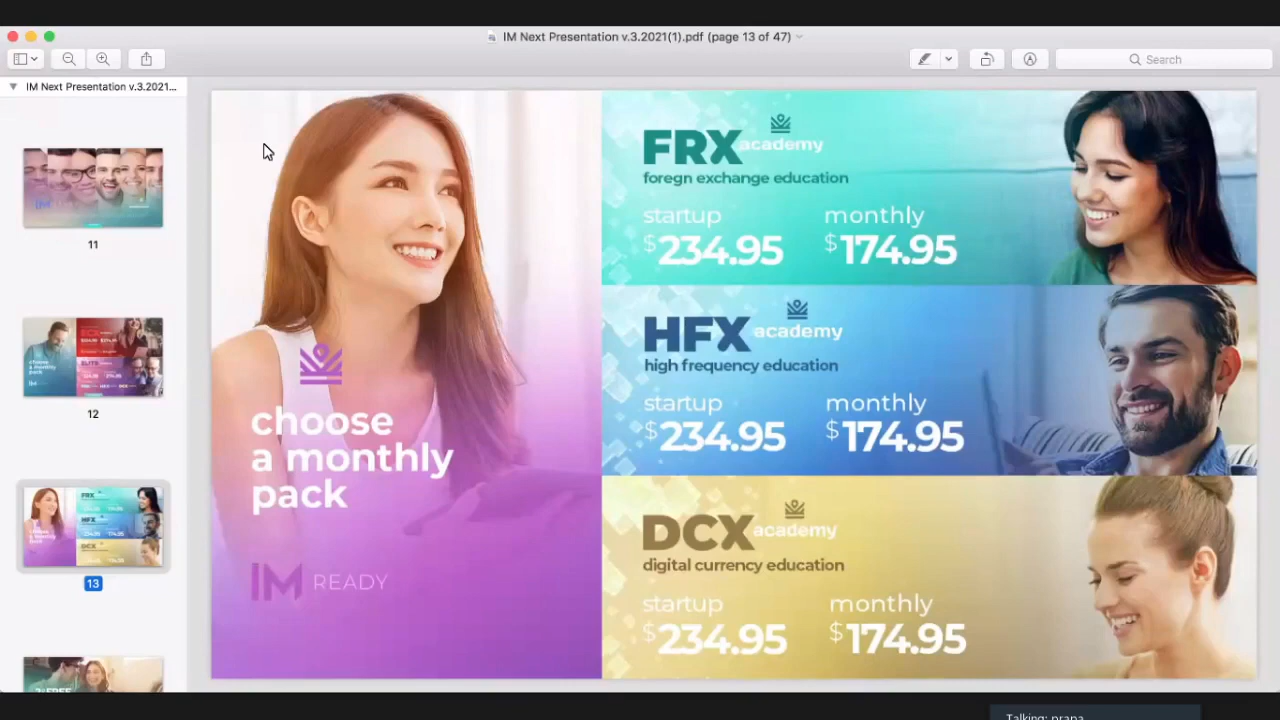 IM Next Presentation v.3.2021(1).pdf (page 13 of 47)
Search
IM Next Presentation v.3.2021...
11
12
13
choose
a monthly
pack
IM READY
FRX academy
foregn exchange education
startup monthly
$234.95 $174.95
HFX academy
high frequency education
startup monthly
$234.95 $174.95
DCX academy
digital currency education
startup monthly
$234.95 $174.95